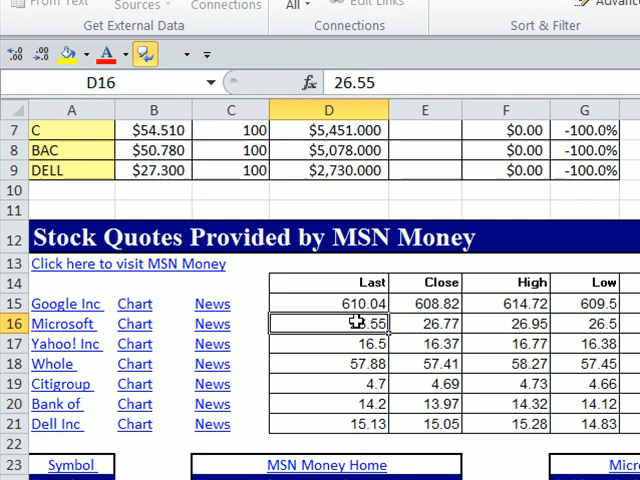 From Text Sources Connections All Edit Links Advanc
Get External Data Connections Sort & Filter
D16 fx 26.55
A B C D E F G
7 C $54.510 100 $5,451.000 $0.00 -100.0%
8 BAC $50.780 100 $5,078.000 $0.00 -100.0%
9 DELL $27.300 100 $2,730.000 $0.00 -100.0%
10
11
12 Stock Quotes Provided by MSN Money
13 Click here to visit MSN Money
14 Last Close High Low
15 Google Inc Chart News 610.04 608.82 614.72 609.5
16 Microsoft Chart News .55 26.77 26.95 26.5
17 Yahoo! Inc Chart News 16.5 16.37 16.77 16.38
18 Whole Chart News 57.88 57.41 58.27 57.45
19 Citigroup Chart News 4.7 4.69 4.73 4.66
20 Bank of Chart News 14.2 13.97 14.32 14.12
21 Dell Inc Chart News 15.13 15.05 15.28 14.83
22
23 Symbol MSN Money Home Micr